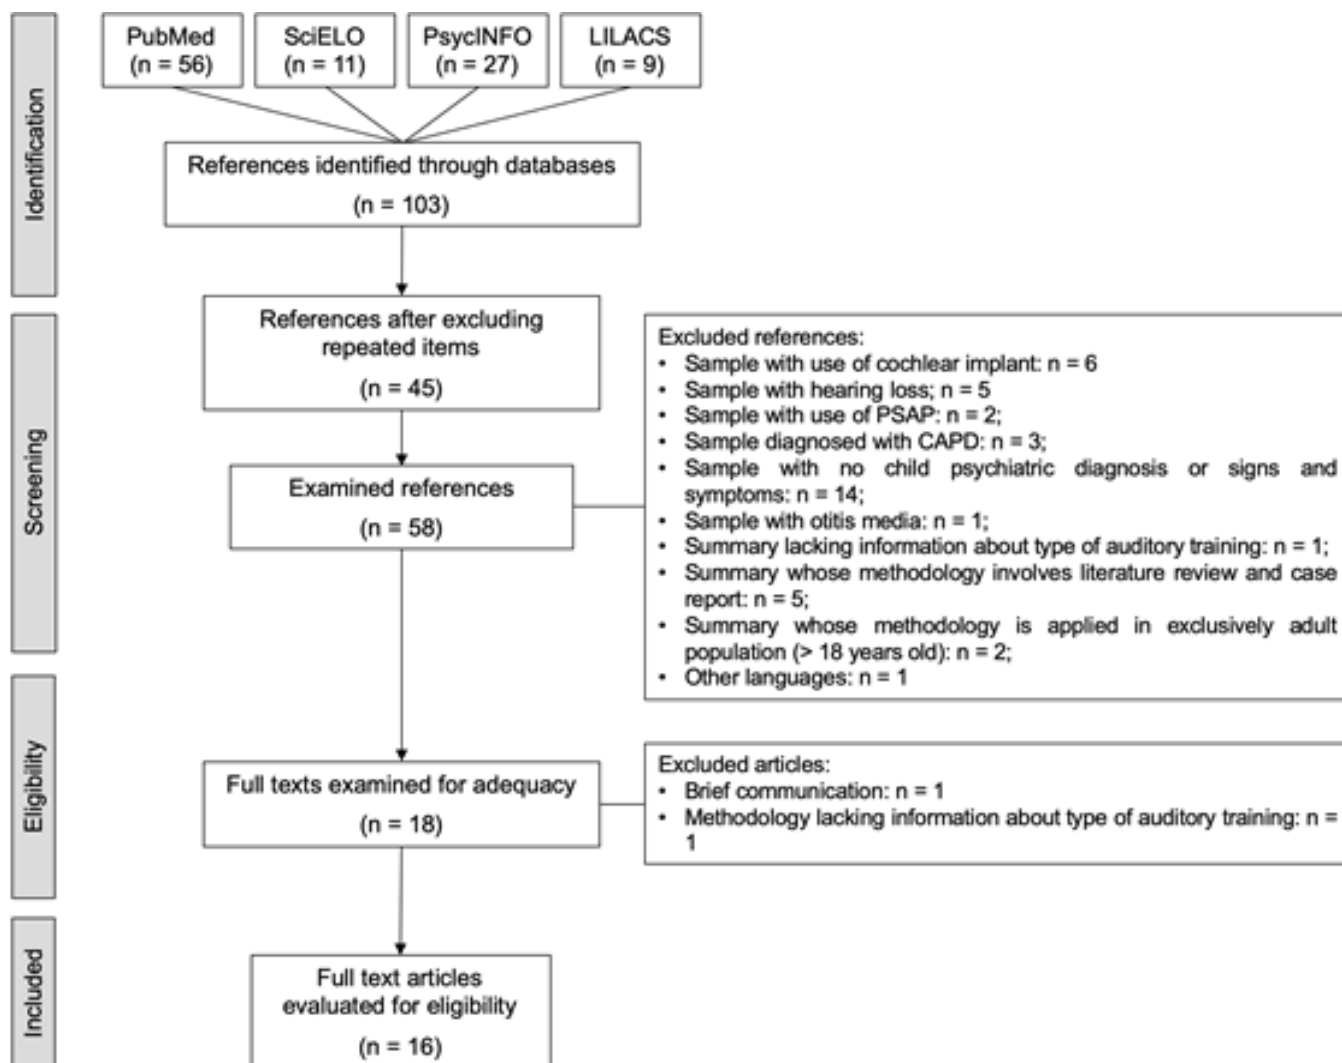 PubMed
(n = 56)
SciELO
(n = 11)
PsycINFO
(n = 27)
LILACS
(n = 9)
Identification
References identified through databases
(n = 103)
References after excluding
repeated items
(n = 45)
Screening
Examined references
(n = 58)
Excluded references:
• Sample with use of cochlear implant: n = 6
• Sample with hearing loss; n = 5
• Sample with use of PSAP: n = 2;
• Sample diagnosed with CAPD: n = 3;
• Sample with no child psychiatric diagnosis or signs and
symptoms: n = 14;
• Sample with otitis media: n = 1;
• Summary lacking information about type of auditory training: n = 1;
• Summary whose methodology involves literature review and case
report: n = 5;
• Summary whose methodology is applied in exclusively adult
population (> 18 years old): n = 2;
• Other languages: n = 1
Eligibility
Full texts examined for adequacy
(n = 18)
Excluded articles:
• Brief communication: n = 1
• Methodology lacking information about type of auditory training: n =
1
Included
Full text articles
evaluated for eligibility
(n = 16)